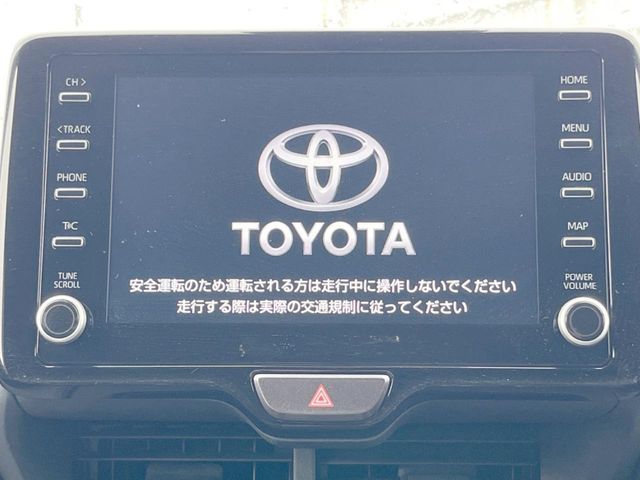 CH >
< TRACK
PHONE
T*C
TUNE
SCROLL
TOYOTA
安全運転のため運転される方は走行中に操作しないでください
走行する際は実際の交通規制に従ってください
HOME
MENU
AUDIO
MAP
POWER
VOLUME